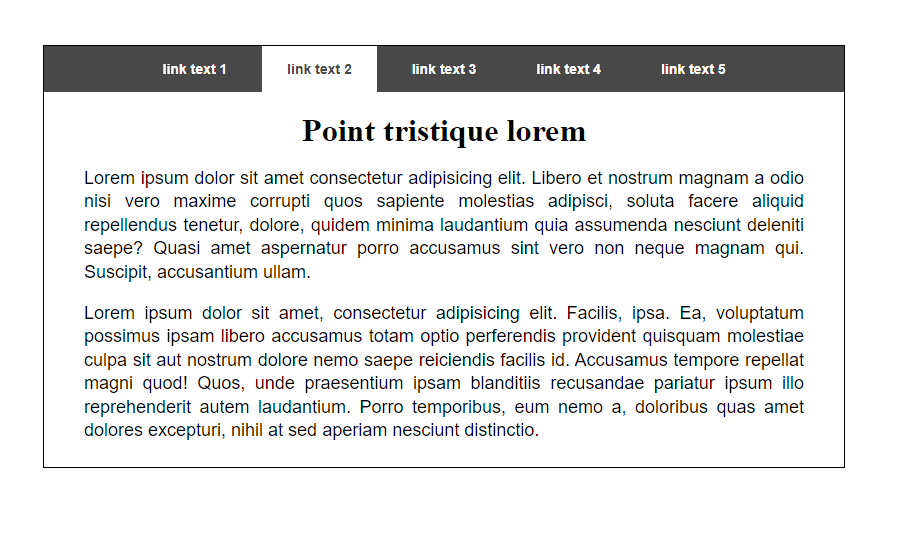 link text 1 link text 2 link text 3 link text 4 link text 5
Point tristique lorem
Lorem ipsum dolor sit amet consectetur adipisicing elit. Libero et nostrum magnam a odio
nisi vero maxime corrupti quos sapiente molestias adipisci, soluta facere aliquid
repellendus tenetur, dolore, quidem minima laudantium quia assumenda nesciunt deleniti
saepe? Quasi amet aspernatur porro accusamus sint vero non neque magnam qui.
Suscipit, accusantium ullam.
Lorem ipsum dolor sit amet, consectetur adipisicing elit. Facilis, ipsa. Ea, voluptatum
possimus ipsam libero accusamus totam optio perferendis provident quisquam molestiae
culpa sit aut nostrum dolore nemo saepe reiciendis facilis id. Accusamus tempore repellat
magni quod! Quos, unde praesentium ipsam blanditiis recusandae pariatur ipsum illo
reprehenderit autem laudantium. Porro temporibus, eum nemo a, doloribus quas amet
dolores excepturi, nihil at sed aperiam nesciunt distinctio.